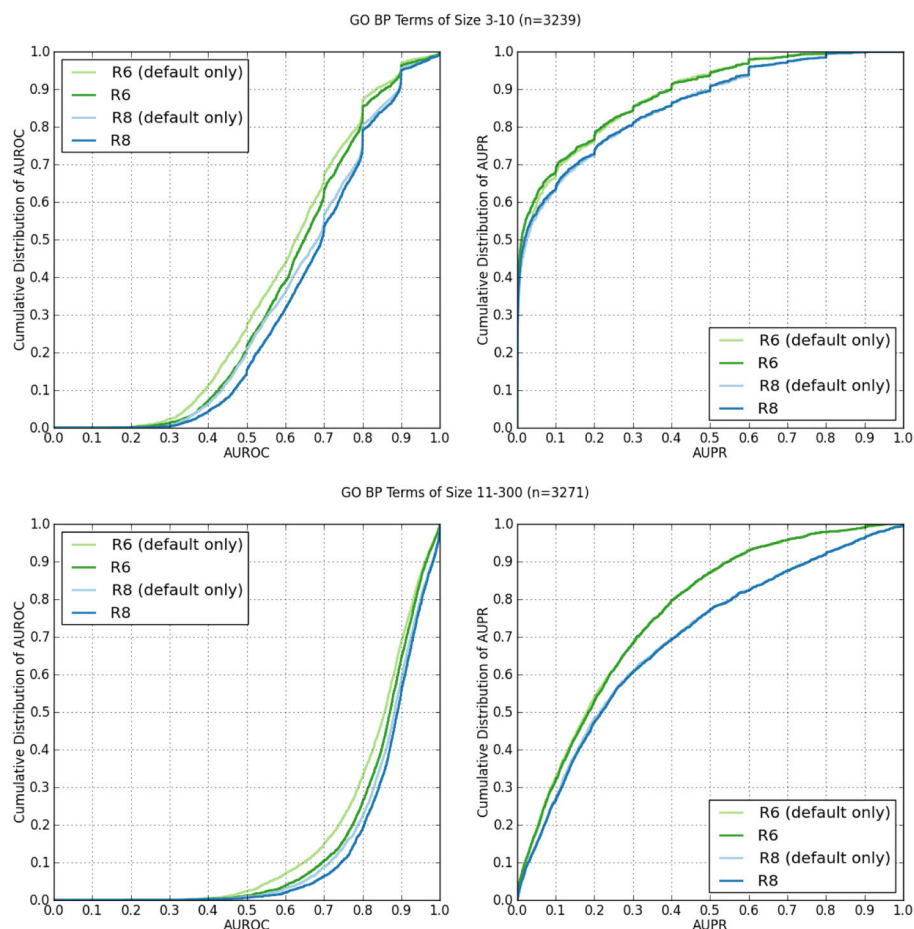 GO BP Terms of Size 3-10 (n=3239)
Cumulative Distribution of AUROC
1.0
0.9
0.8
0.7
0.6
0.5
0.4
0.3
0.2
0.1
0.0
R6 (default only)
R6
R8 (default only)
R8
0.0 0.1 0.2 0.3 0.4 0.5 0.6 0.7 0.8 0.9 1.0
AUROC
Cumulative Distribution of AUPR
1.0
0.9
0.8
0.7
0.6
0.5
0.4
0.3
0.2
0.1
0.0
R6 (default only)
R6
R8 (default only)
R8
0.0 0.1 0.2 0.3 0.4 0.5 0.6 0.7 0.8 0.9 1.0
AUPR
GO BP Terms of Size 11-300 (n=3271)
Cumulative Distribution of AUROC
1.0
0.9
0.8
0.7
0.6
0.5
0.4
0.3
0.2
0.1
0.0
R6 (default only)
R6
R8 (default only)
R8
0.0 0.1 0.2 0.3 0.4 0.5 0.6 0.7 0.8 0.9 1.0
AUROC
Cumulative Distribution of AUPR
1.0
0.9
0.8
0.7
0.6
0.5
0.4
0.3
0.2
0.1
0.0
R6 (default only)
R6
R8 (default only)
R8
0.0 0.1 0.2 0.3 0.4 0.5 0.6 0.7 0.8 0.9 1.0
AUPR